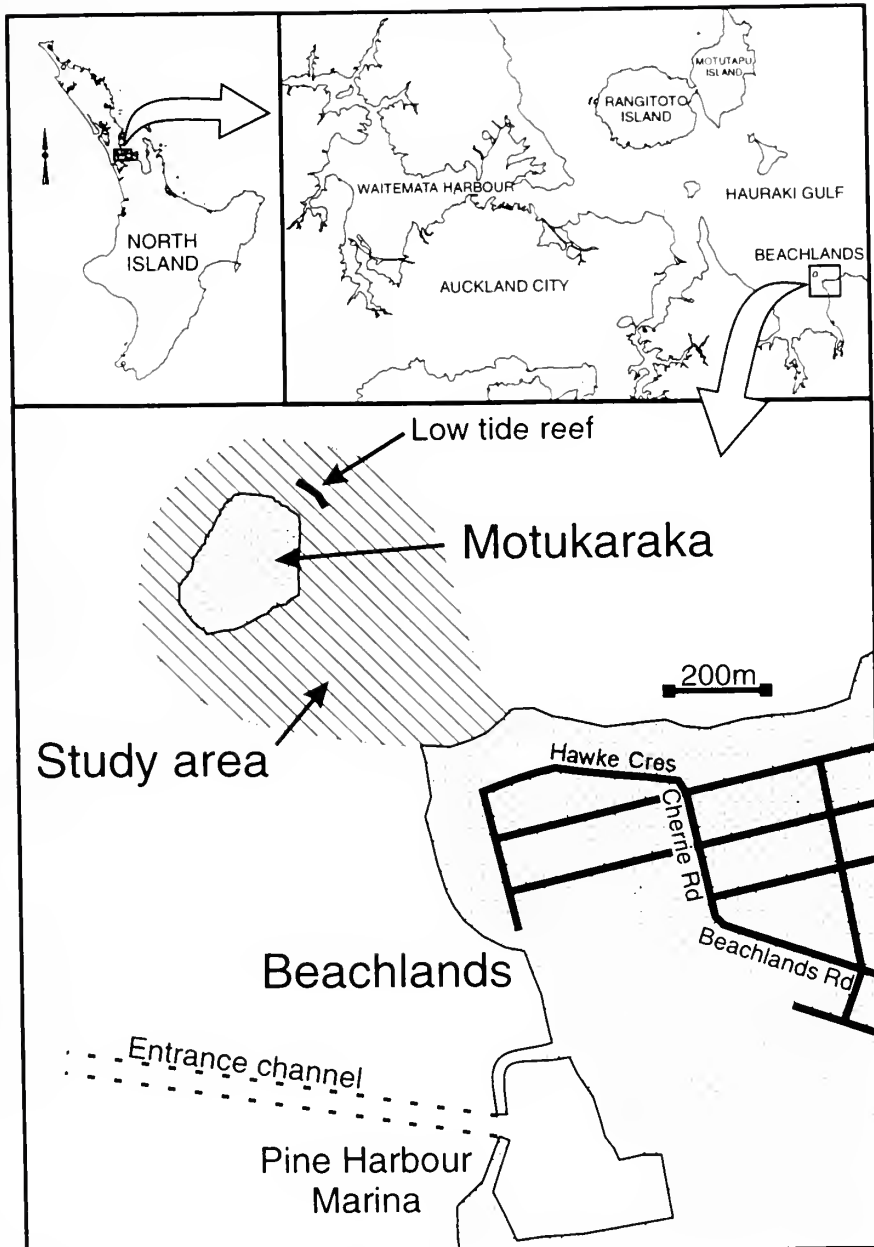 NORTH
ISLAND
MOTUTAPU
ISLAND
RANGITOTO
ISLAND
WAITEMATA HARBOUR
HAURAKI GULF
BEACHLANDS
AUCKLAND CITY
Low tide reef
Motukaraka
200m
Study area
Hawke Cres
Cherrie Rd
Beachlands Rd
Beachlands
Entrance channel
Pine Harbour
Marina